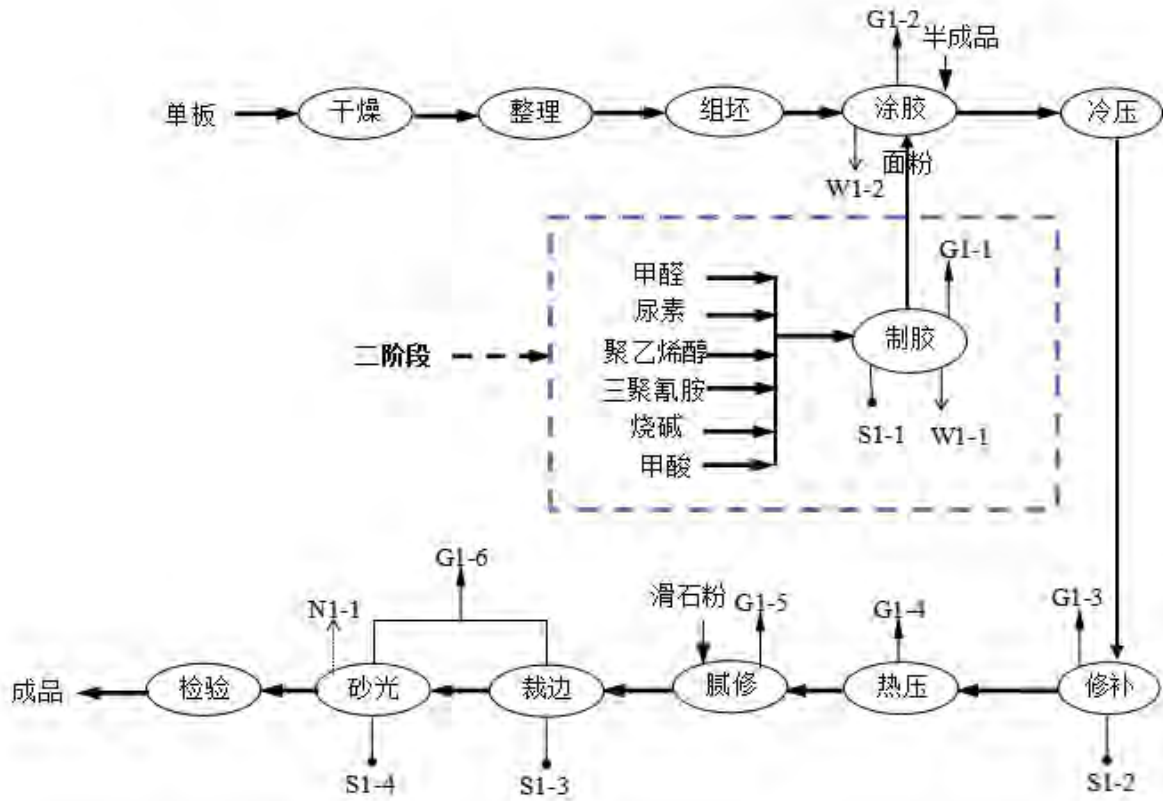 G1-2
半成品
单板
干燥
整理
组坯
涂胶
冷压
面粉
W1-2
G1-1
甲醛
尿素
制胶
二阶段
聚乙烯醇
三聚氰胺
烧碱
S1-1
W1-1
甲酸
G1-6
N1-1
滑石粉
G1-5
G1-4
G1-3
成品
检验
砂光
裁边
腻修
热压
修补
S1-4
S1-3
S1-2